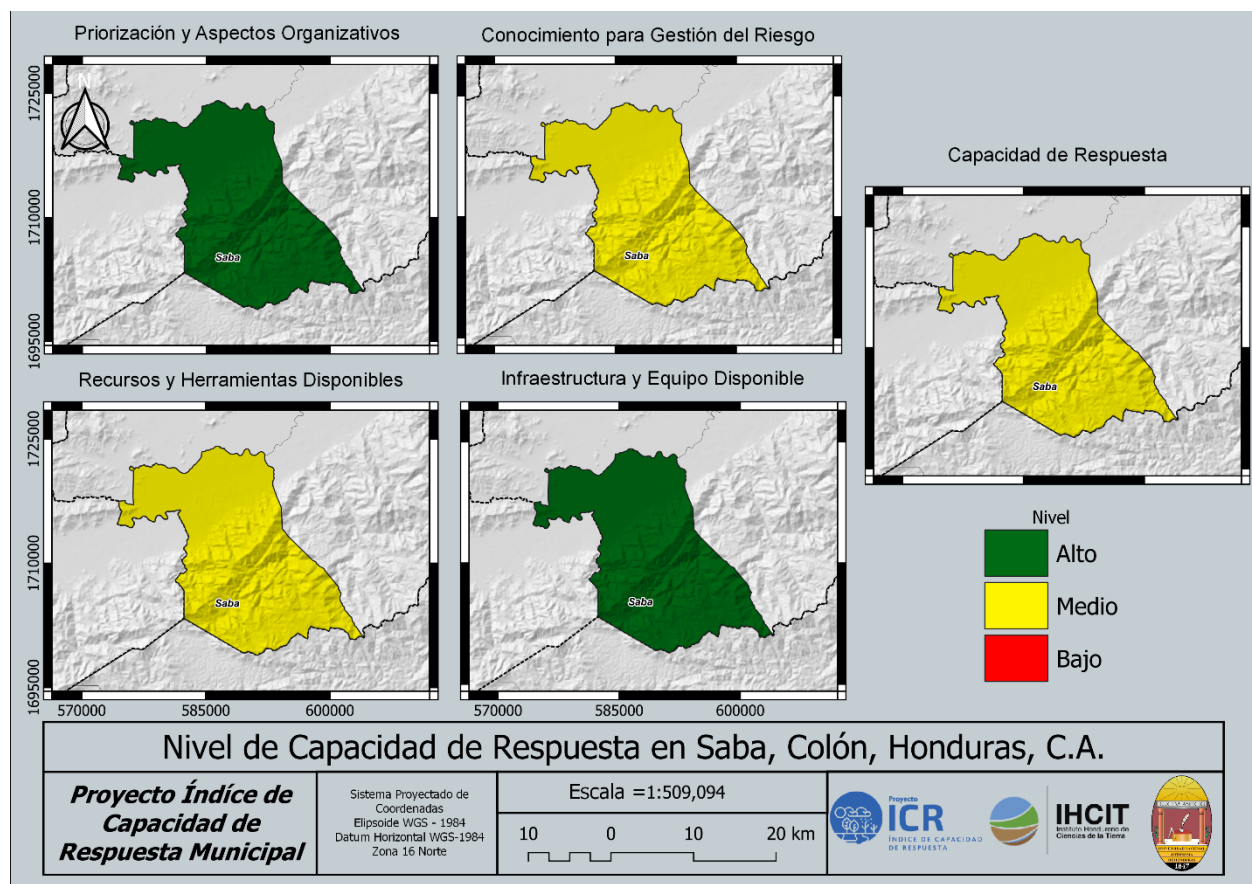 Priorización y Aspectos Organizativos
Conocimiento para Gestión del Riesgo
N
1725000
1710000
1695000
Saba
Saba
Capacidad de Respuesta
Saba
Recursos y Herramientas Disponibles
Infraestructura y Equipo Disponible
1725000
1710000
1695000
Saba
Saba
570000 585000 600000
570000 585000 600000
Nivel
Alto
Medio
Bajo
Nivel de Capacidad de Respuesta en Saba, Colón, Honduras, C.A.
Proyecto Índíce de
Capacidad de
Respuesta Municipal
Sistema Proyectado de
Coordenadas
Elipsoide WGS - 1984
Datum Horizontal WGS-1984
Zona 16 Norte
Escala =1:509,094
10 0 10 20 km
Proyecto
ICR
ÍNDICE DE CAPACIDAD
DE RESPUESTA
IHCIT
Instituto Hondureño de
Ciencias de la Tierra
1847